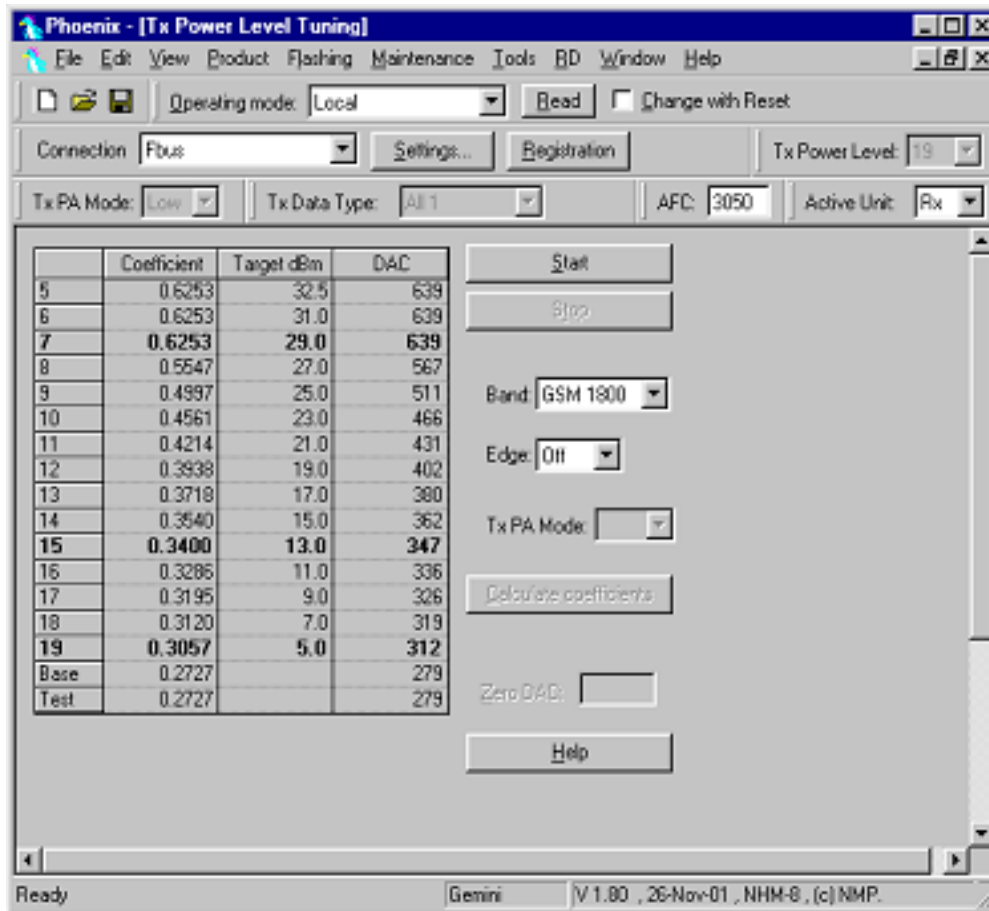 Phoenix - [Tx Power Level Tuning]
File Edit View Product Flashing Maintenance Tools BD Window Help
Operating mode: Local Read Change with Reset
Connection Fbus Settings... Registration Tx Power Level: 19
Tx PA Mode: Low Tx Data Type: All 1 AFC: 3050 Active Unit: Rx
Coefficient Target dBm DAC
5 0.6253 32.5 639
6 0.6253 31.0 639
7 0.6253 29.0 639
8 0.5547 27.0 567
9 0.4997 25.0 511
10 0.4561 23.0 466
11 0.4214 21.0 431
12 0.3938 19.0 402
13 0.3718 17.0 380
14 0.3540 15.0 362
15 0.3400 13.0 347
16 0.3286 11.0 336
17 0.3195 9.0 326
18 0.3120 7.0 319
19 0.3057 5.0 312
Base 0.2727 279
Test 0.2727 279
Start
Stop
Band: GSM 1800
Edge: Off
Tx PA Mode:
Calculate coefficients
Zero DAC:
Help
Ready Gemini V 1.80 , 26-Nov-01 , NHM-8 , (c) NMP.